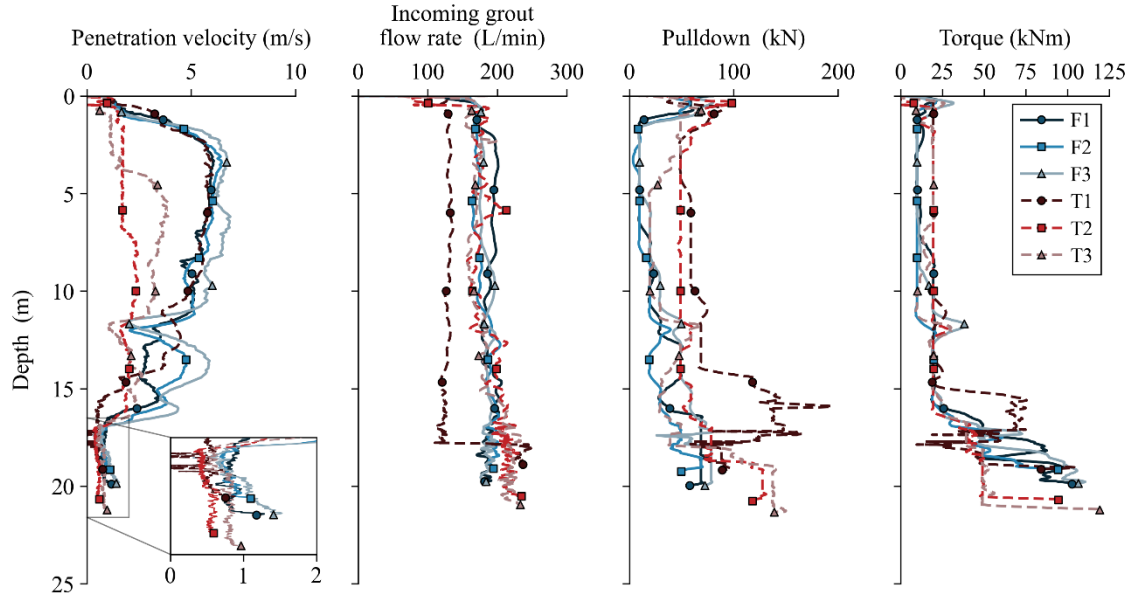 Incoming grout
Penetration velocity (m/s)
flow rate (L/min)
Pulldown (kN)
Torque (kNm)
0 5 10
0 100 200 300
0 100 200
0 25 50 75 100 125
0
5
10
15
20
25
Depth (m)
F1
F2
F3
T1
T2
T3
0 1 2